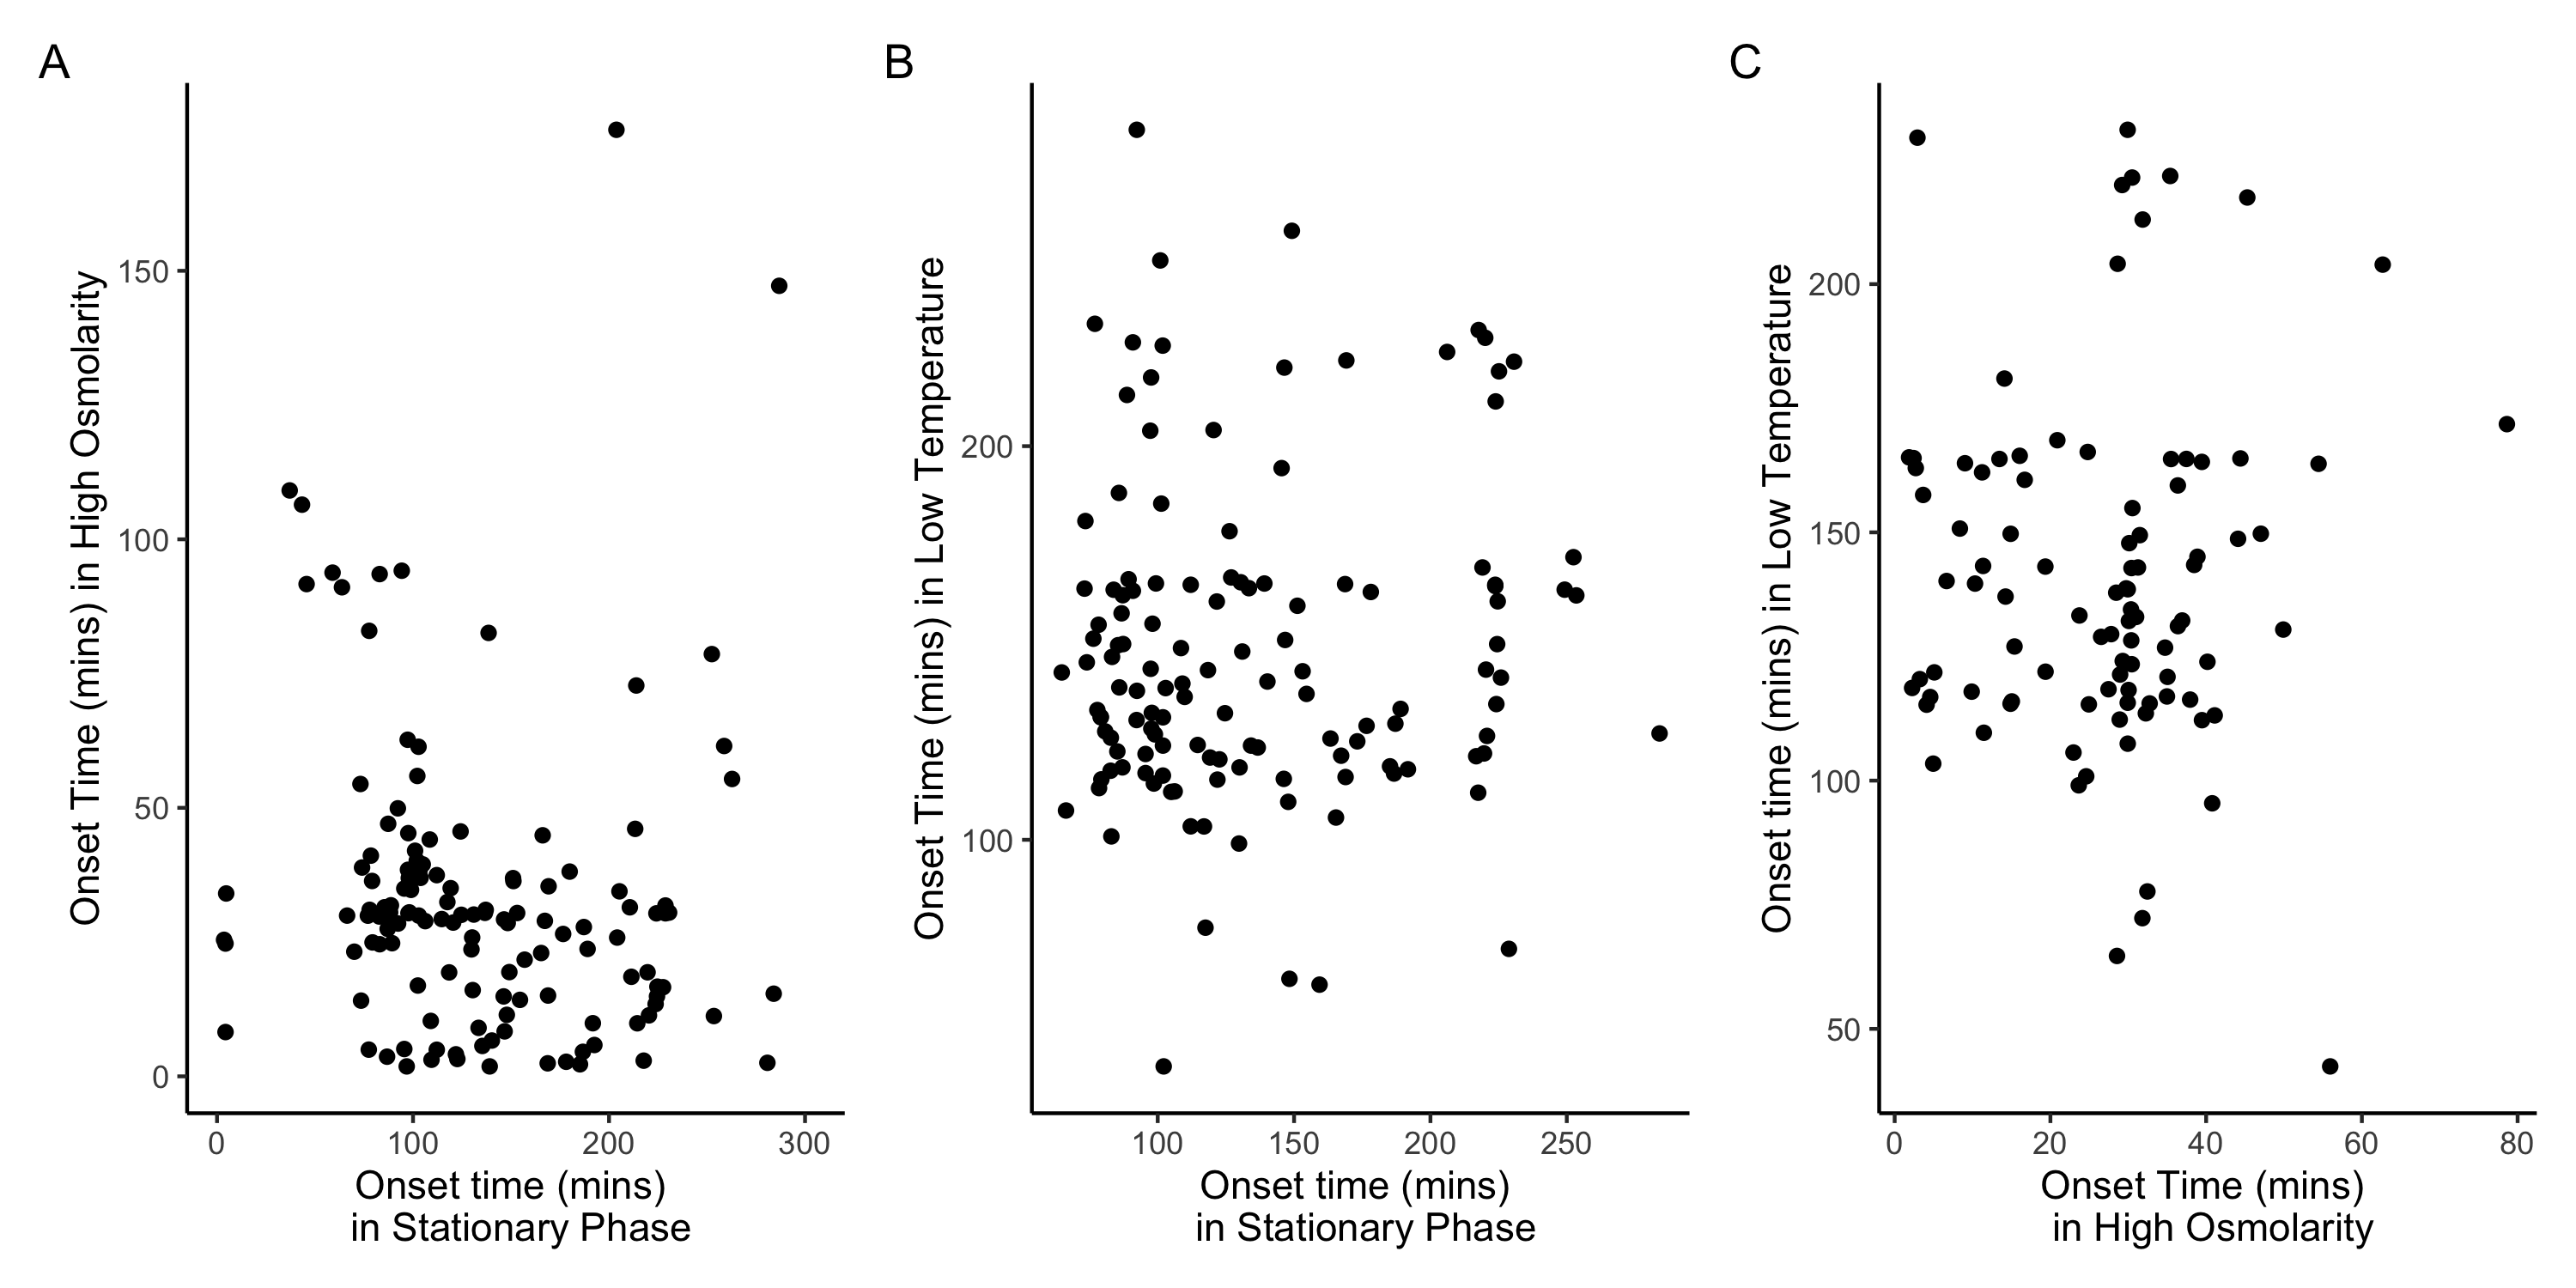 A
Onset Time (mins) in High Osmolarity
150
100
50
0
0 100 200 300
Onset time (mins)
in Stationary Phase
B
Onset Time (mins) in Low Temperature
200
100
100 150 200 250
Onset time (mins)
in Stationary Phase
C
Onset time (mins) in Low Temperature
200
150
100
50
0 20 40 60 80
Onset Time (mins)
in High Osmolarity